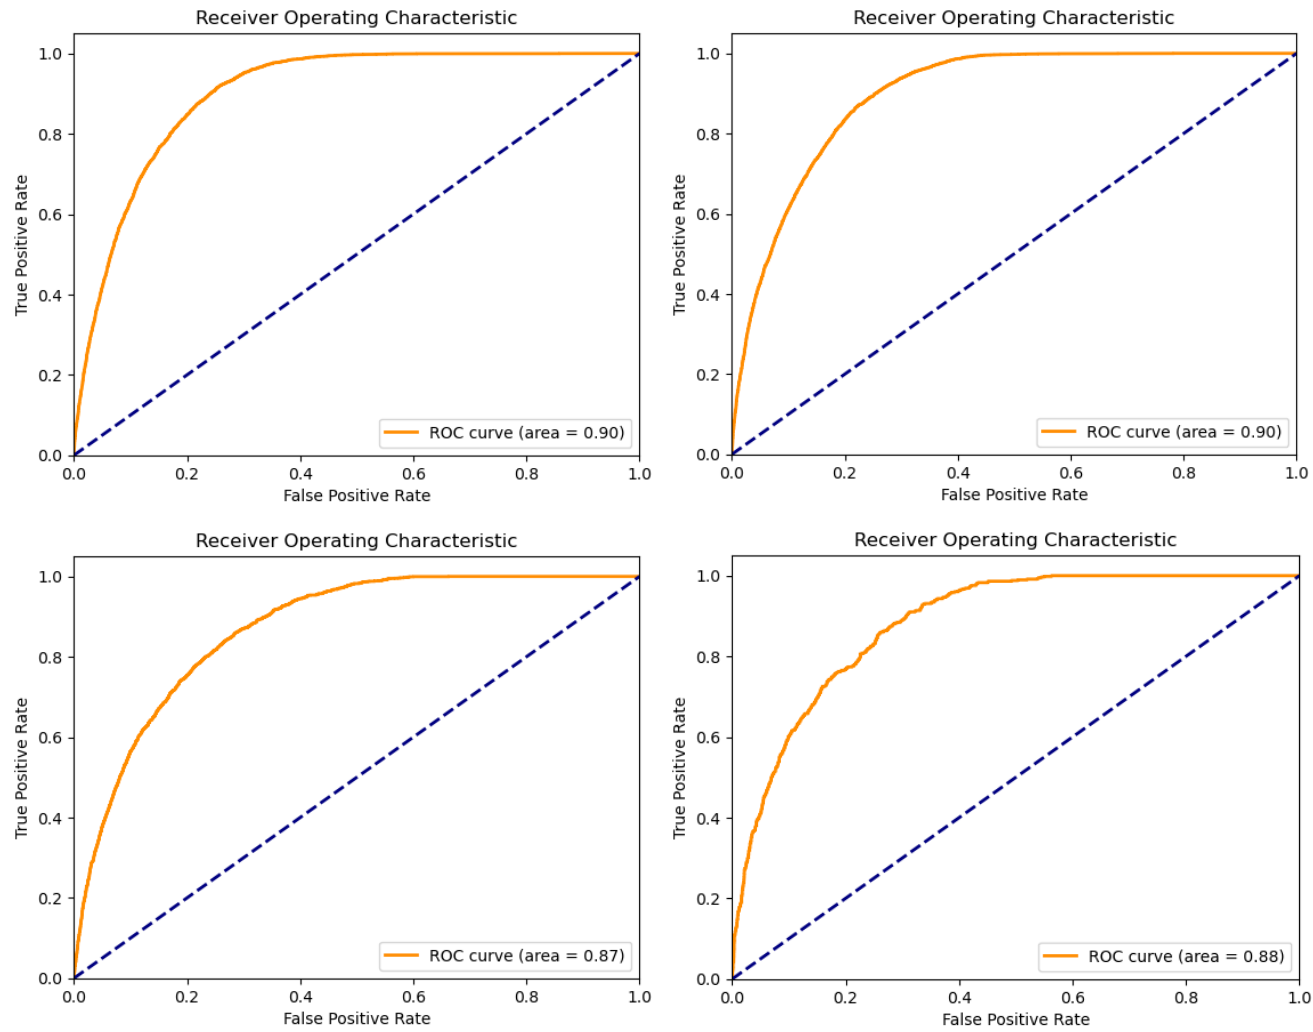 Receiver Operating Characteristic
1.0
0.8
0.6
0.4
0.2
0.0
True Positive Rate
ROC curve (area = 0.90)
0.0 0.2 0.4 0.6 0.8 1.0
False Positive Rate
Receiver Operating Characteristic
1.0
0.8
0.6
0.4
0.2
0.0
True Positive Rate
ROC curve (area = 0.90)
0.0 0.2 0.4 0.6 0.8 1.0
False Positive Rate
Receiver Operating Characteristic
1.0
0.8
0.6
0.4
0.2
0.0
True Positive Rate
ROC curve (area = 0.87)
0.0 0.2 0.4 0.6 0.8 1.0
False Positive Rate
Receiver Operating Characteristic
1.0
0.8
0.6
0.4
0.2
0.0
True Positive Rate
ROC curve (area = 0.88)
0.0 0.2 0.4 0.6 0.8 1.0
False Positive Rate